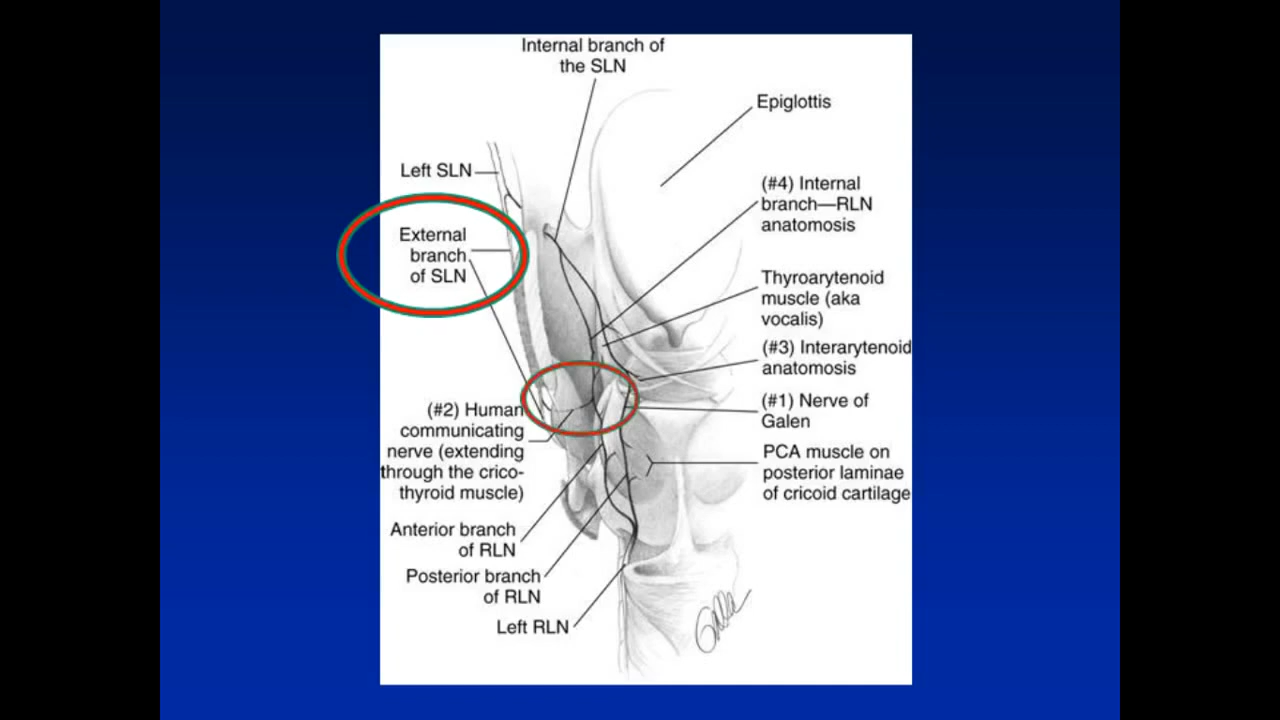 Internal branch of
the SLN
Epiglottis
Left SLN
(#4) Internal
branch—RLN
anatomosis
External
branch
of SLN
Thyroarytenoid
muscle (aka
vocalis)
(#3) Interarytenoid
anatomosis
(#1) Nerve of
Galen
(#2) Human
communicating
nerve (extending
through the crico-
thyroid muscle)
PCA muscle on
posterior laminae
of cricoid cartilage
Anterior branch
of RLN
Posterior branch
of RLN
Left RLN